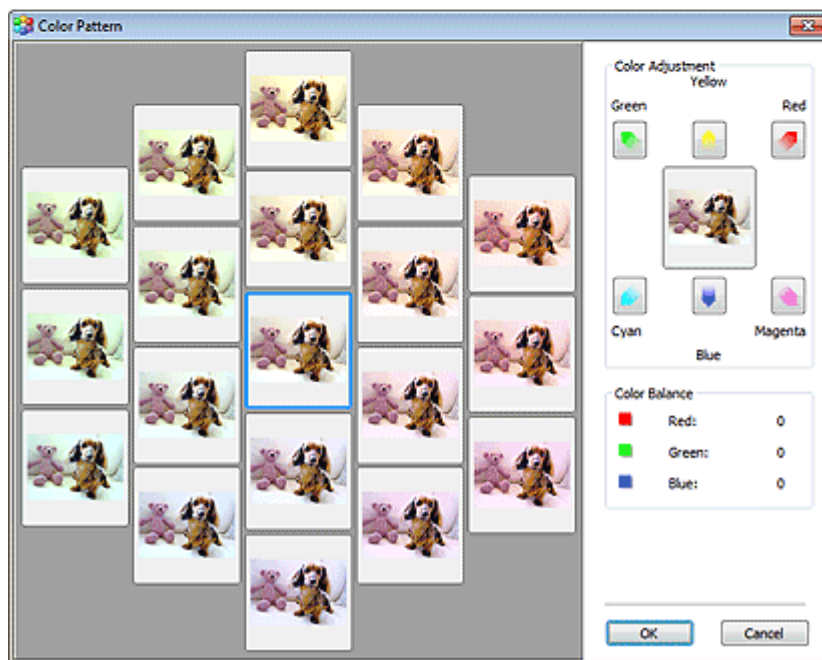 Color Pattern
Color Adjustment
Yellow
Green
Red
Cyan
Magenta
Blue
Color Balance
Red: 0
Green: 0
Blue: 0
OK
Cancel